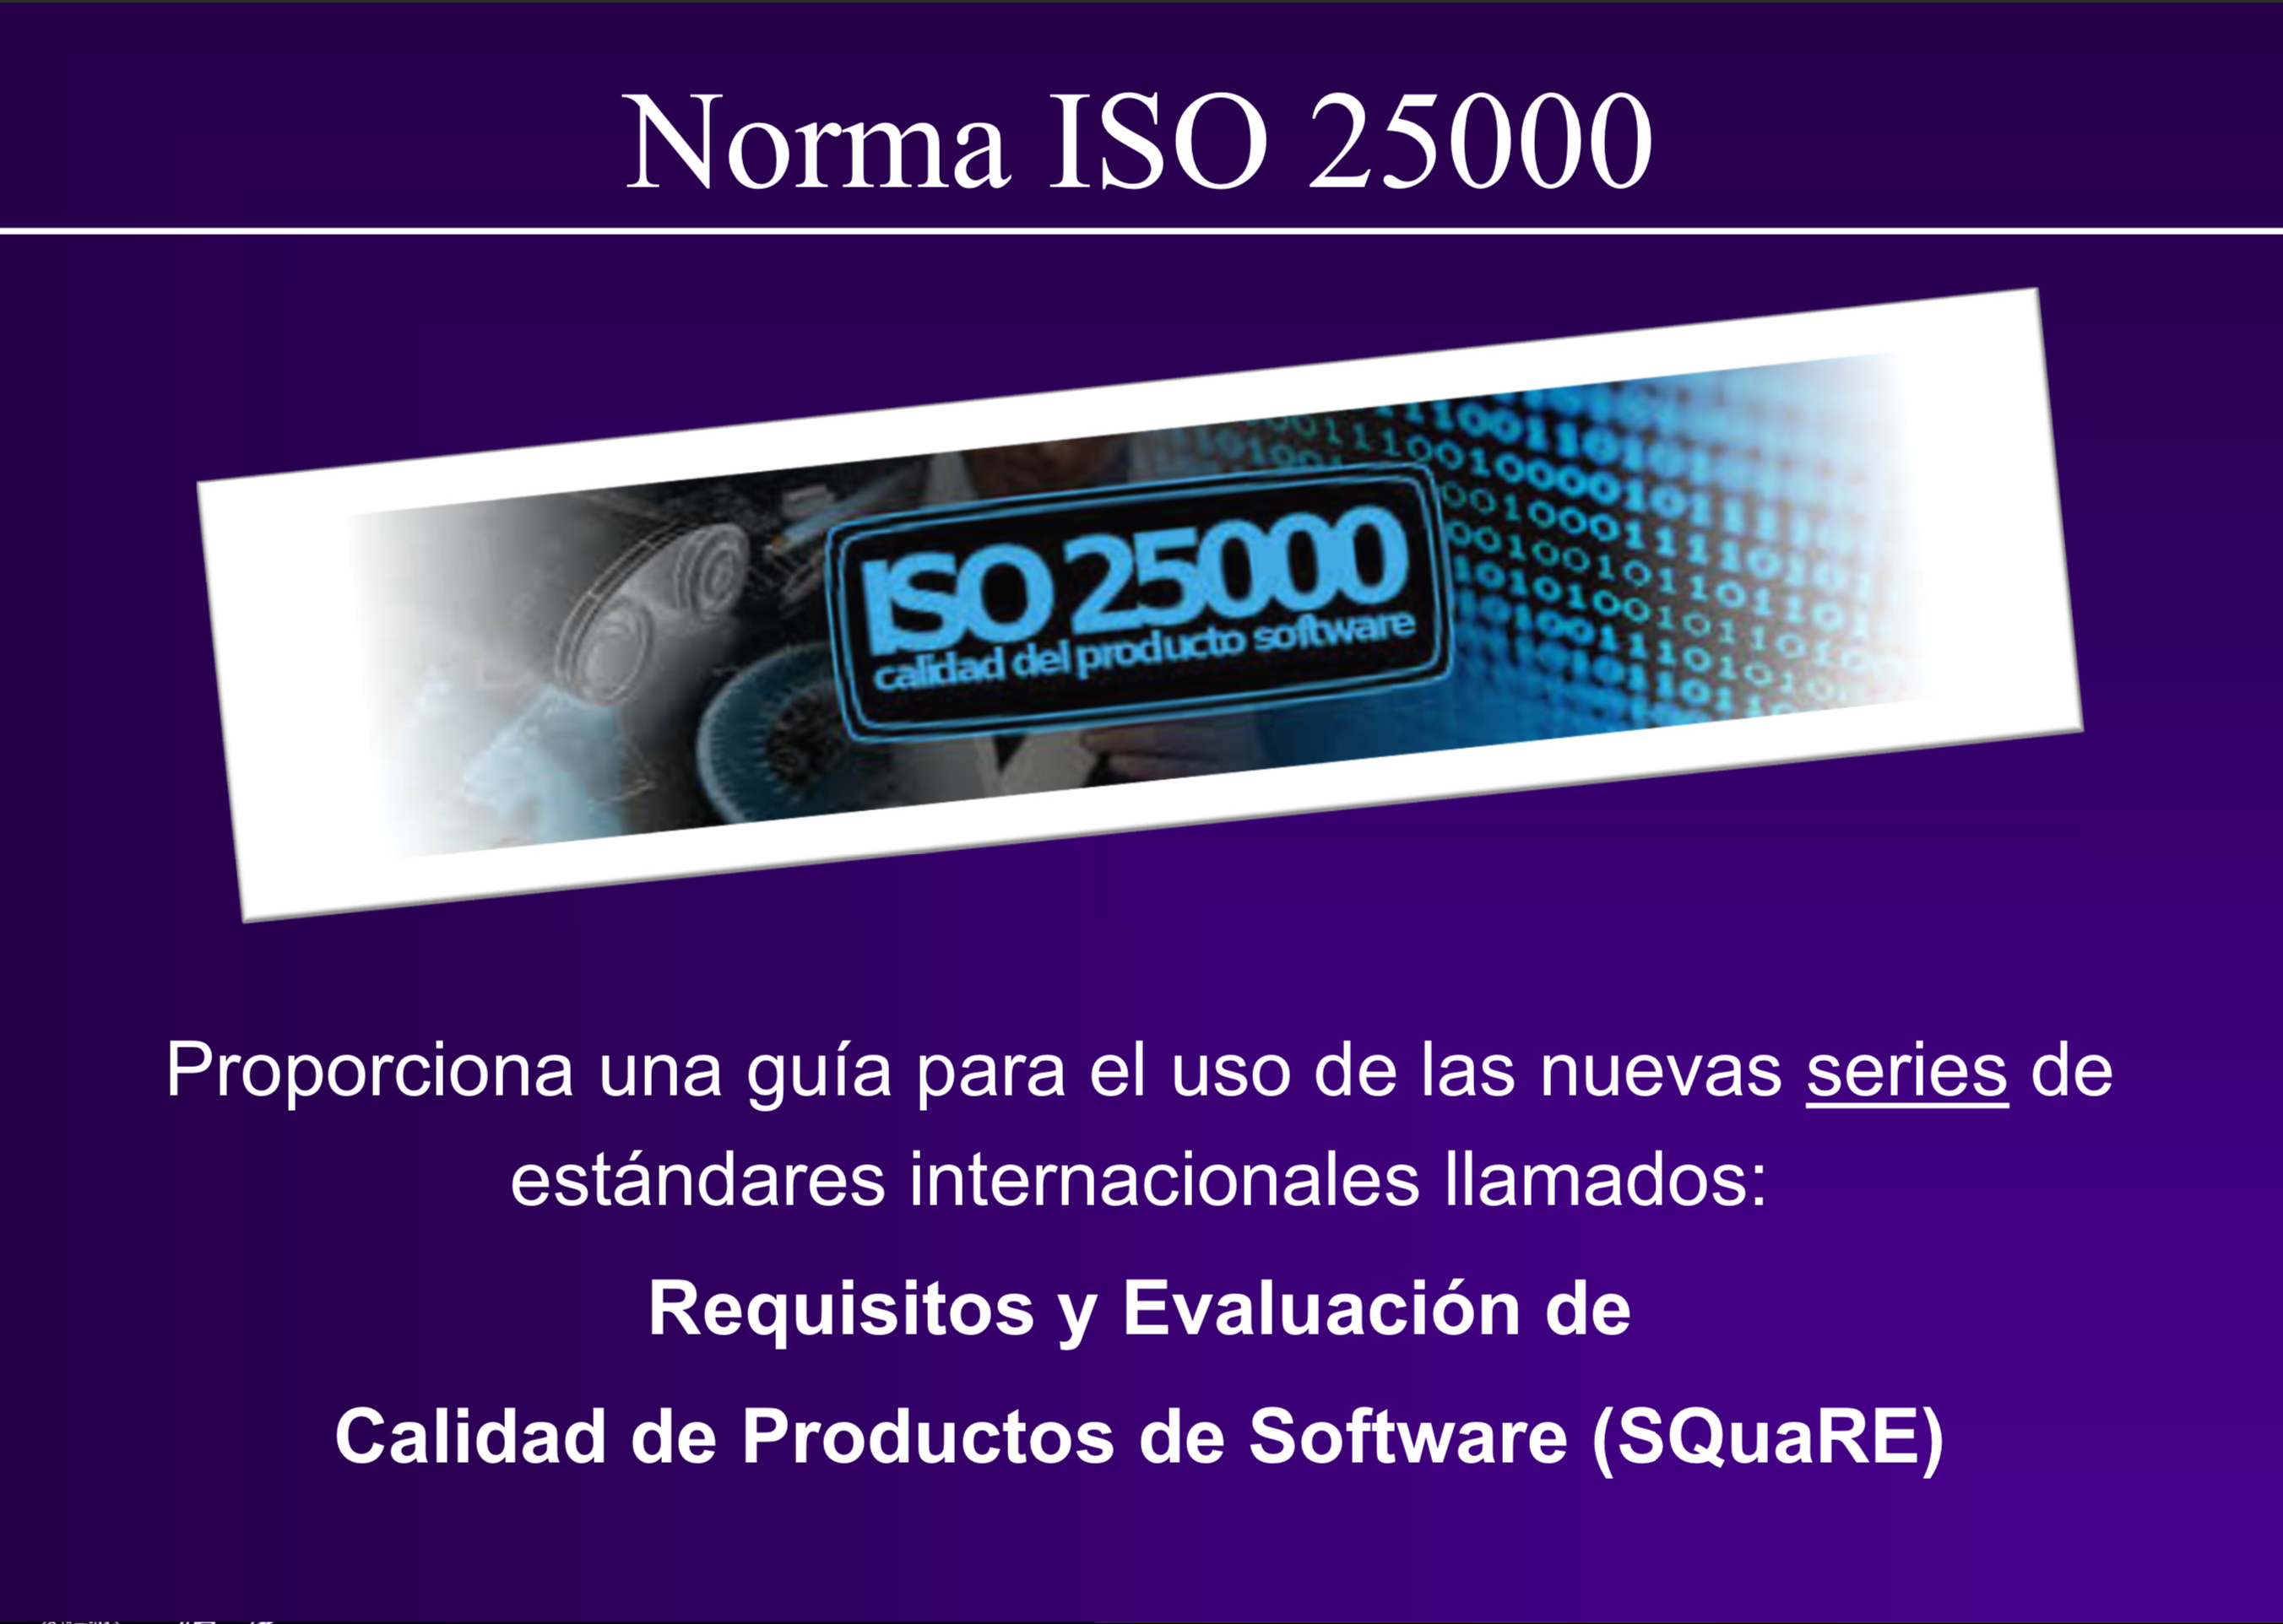 Norma ISO 25000
ISO 25000
calidad del producto software
Proporciona una guía para el uso de las nuevas series de
estándares internacionales llamados:
Requisitos y Evaluación de
Calidad de Productos de Software (SQuaRE)